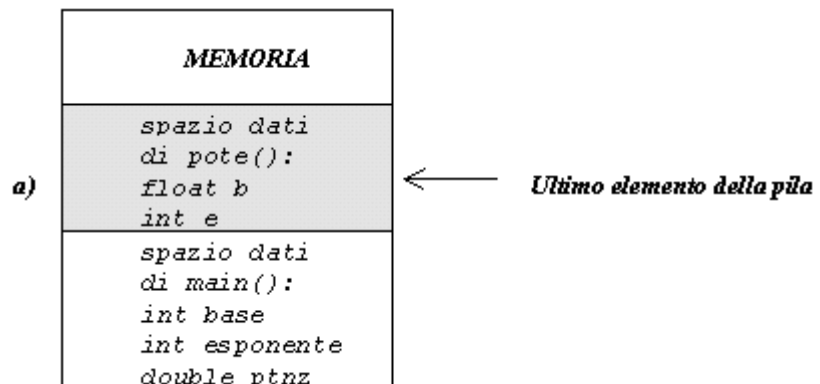 MEMORIA
spazio dati
di pote():
a)
float b
Ultimo elemento della pila
int e
spazio dati
di main():
int base
int esponente
double ptnz